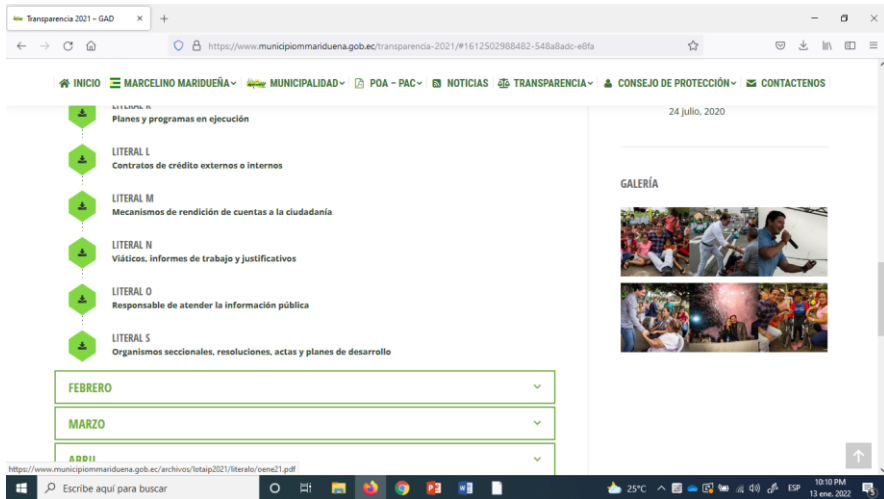 Transparencia 2021 – GAD
https://www.municipiommariduena.gob.ec/transparencia-2021/#1612502988482-548a8adc-e8fa
INICIO MARCELINO MARIDUEÑA MUNICIPALIDAD POA – PAC NOTICIAS TRANSPARENCIA CONSEJO DE PROTECCIÓN CONTACTENOS
LITERAL K
Planes y programas en ejecución
LITERAL L
Contratos de crédito externos o internos
LITERAL M
Mecanismos de rendición de cuentas a la ciudadanía
LITERAL N
Viáticos, informes de trabajo y justificativos
LITERAL O
Responsable de atender la información pública
LITERAL S
Organismos seccionales, resoluciones, actas y planes de desarrollo
FEBRERO
MARZO
ABRIL
24 julio, 2020
GALERÍA
https://www.municipiommariduena.gob.ec/archivos/lotaip2021/literalo/oene21.pdf
Escribe aquí para buscar
25°C
ESP
10:10 PM
13 ene. 2022